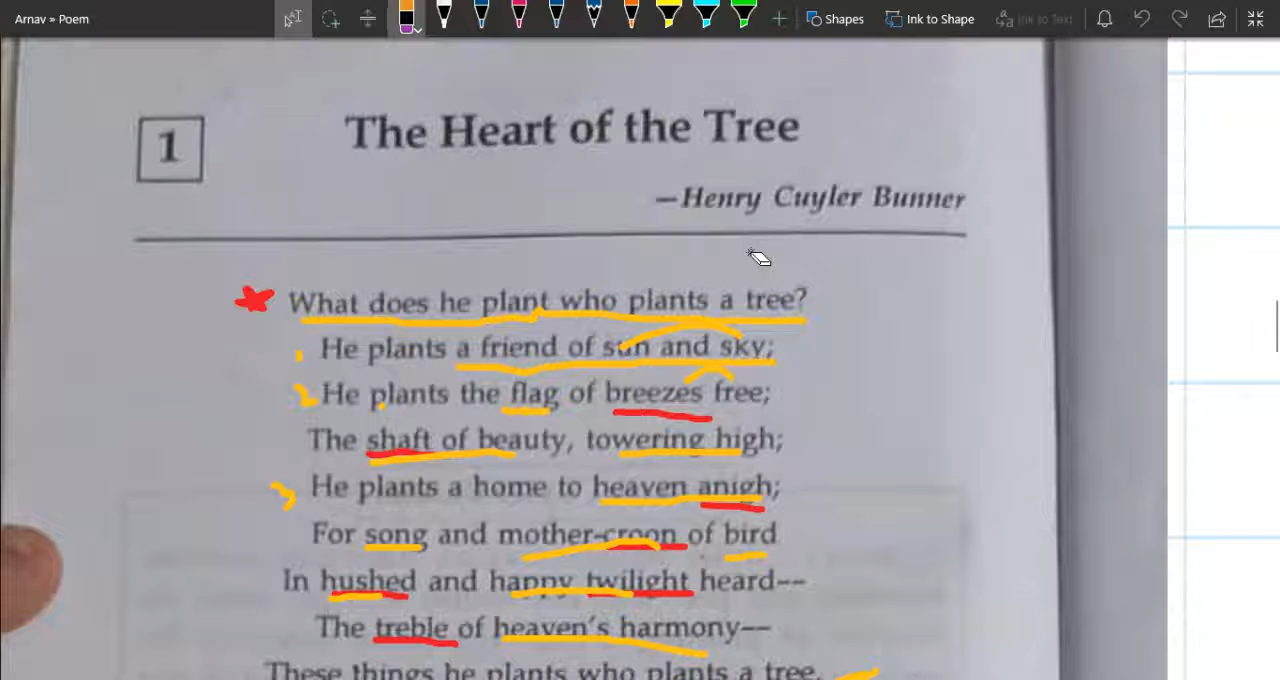 Arnav » Poem
Shapes
Ink to Shape
Ink to Text
1
The Heart of the Tree
—Henry Cuyler Bunner
What does he plant who plants a tree?
He plants a friend of sun and sky;
He plants the flag of breezes free;
The shaft of beauty, towering high;
He plants a home to heaven anigh;
For song and mother-croon of bird
In hushed and happy twilight heard--
The treble of heaven's harmony--
These things he plants who plants a tree.